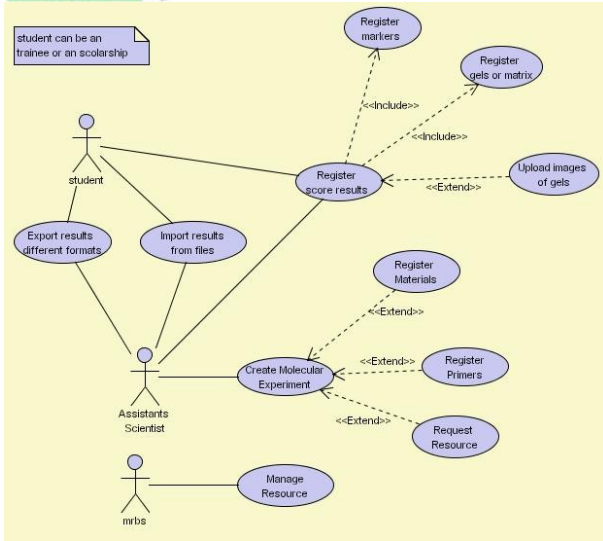 student can be an
trainee or an scolarship
Register
markers
Register
gels or matrix
<<Include>>
<<Include>>
student
Register
score results
<<Extend>>
Upload images
of gels
Export results
different formats
Import results
from files
Register
Materials
<<Extend>>
Assistants
Scientist
Create Molecular
Experiment
<<Extend>>
Register
Primers
<<Extend>>
Request
Resource
mrbs
Manage
Resource